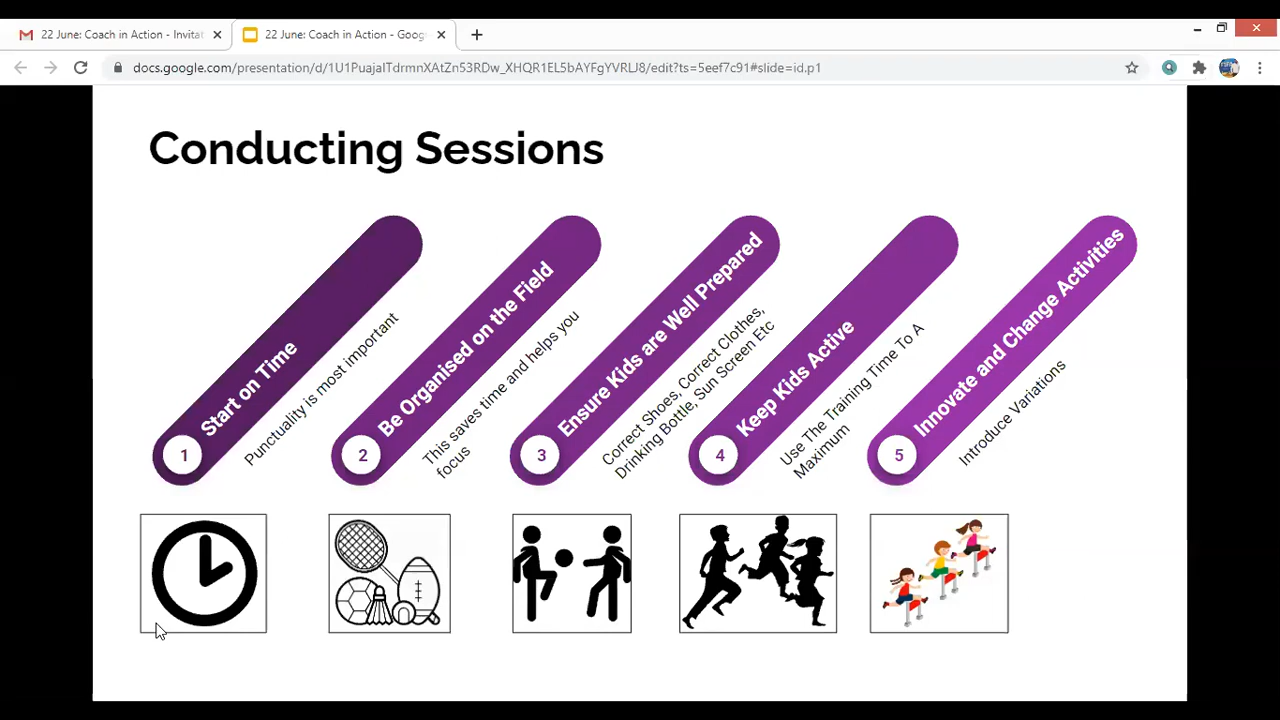 22 June: Coach in Action - Invitat
22 June: Coach in Action - Goog
docs.google.com/presentation/d/1U1PuajaITdrmnXAtZn53RDw_XHQR1EL5bAYFgYVRLJ8/edit?ts=5eef7c91#slide=id.p1
Conducting Sessions
1
Start on Time
Punctuality is most important
2
Be Organised on the Field
This saves time and helps you
focus
3
Ensure Kids are Well Prepared
Correct Shoes, Correct Clothes,
Drinking Bottle, Sun Screen Etc
4
Keep Kids Active
Use The Training Time To A
Maximum
5
Innovate and Change Activities
Introduce Variations